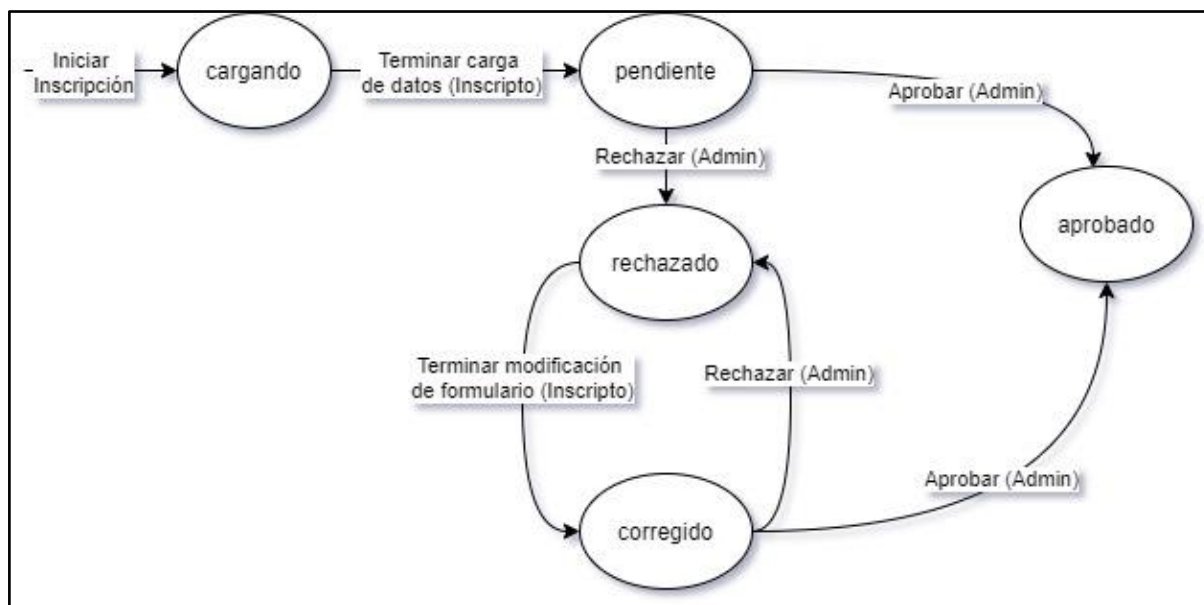 Iniciar
Inscripción
cargando
Terminar carga
de datos (Inscripto)
pendiente
Aprobar (Admin)
Rechazar (Admin)
aprobado
rechazado
Terminar modificación
de formulario (Inscripto)
Rechazar (Admin)
Aprobar (Admin)
corregido